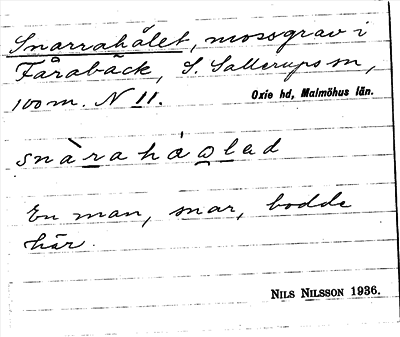 Snarrahålet, mossgrav i
Fårabäck, S. Sallerups sn,
100 m. N 11.
Oxie hd, Malmöhus län.
snàrahålad
En man, snar, bodde
här.
NILS NILSSON 1936.